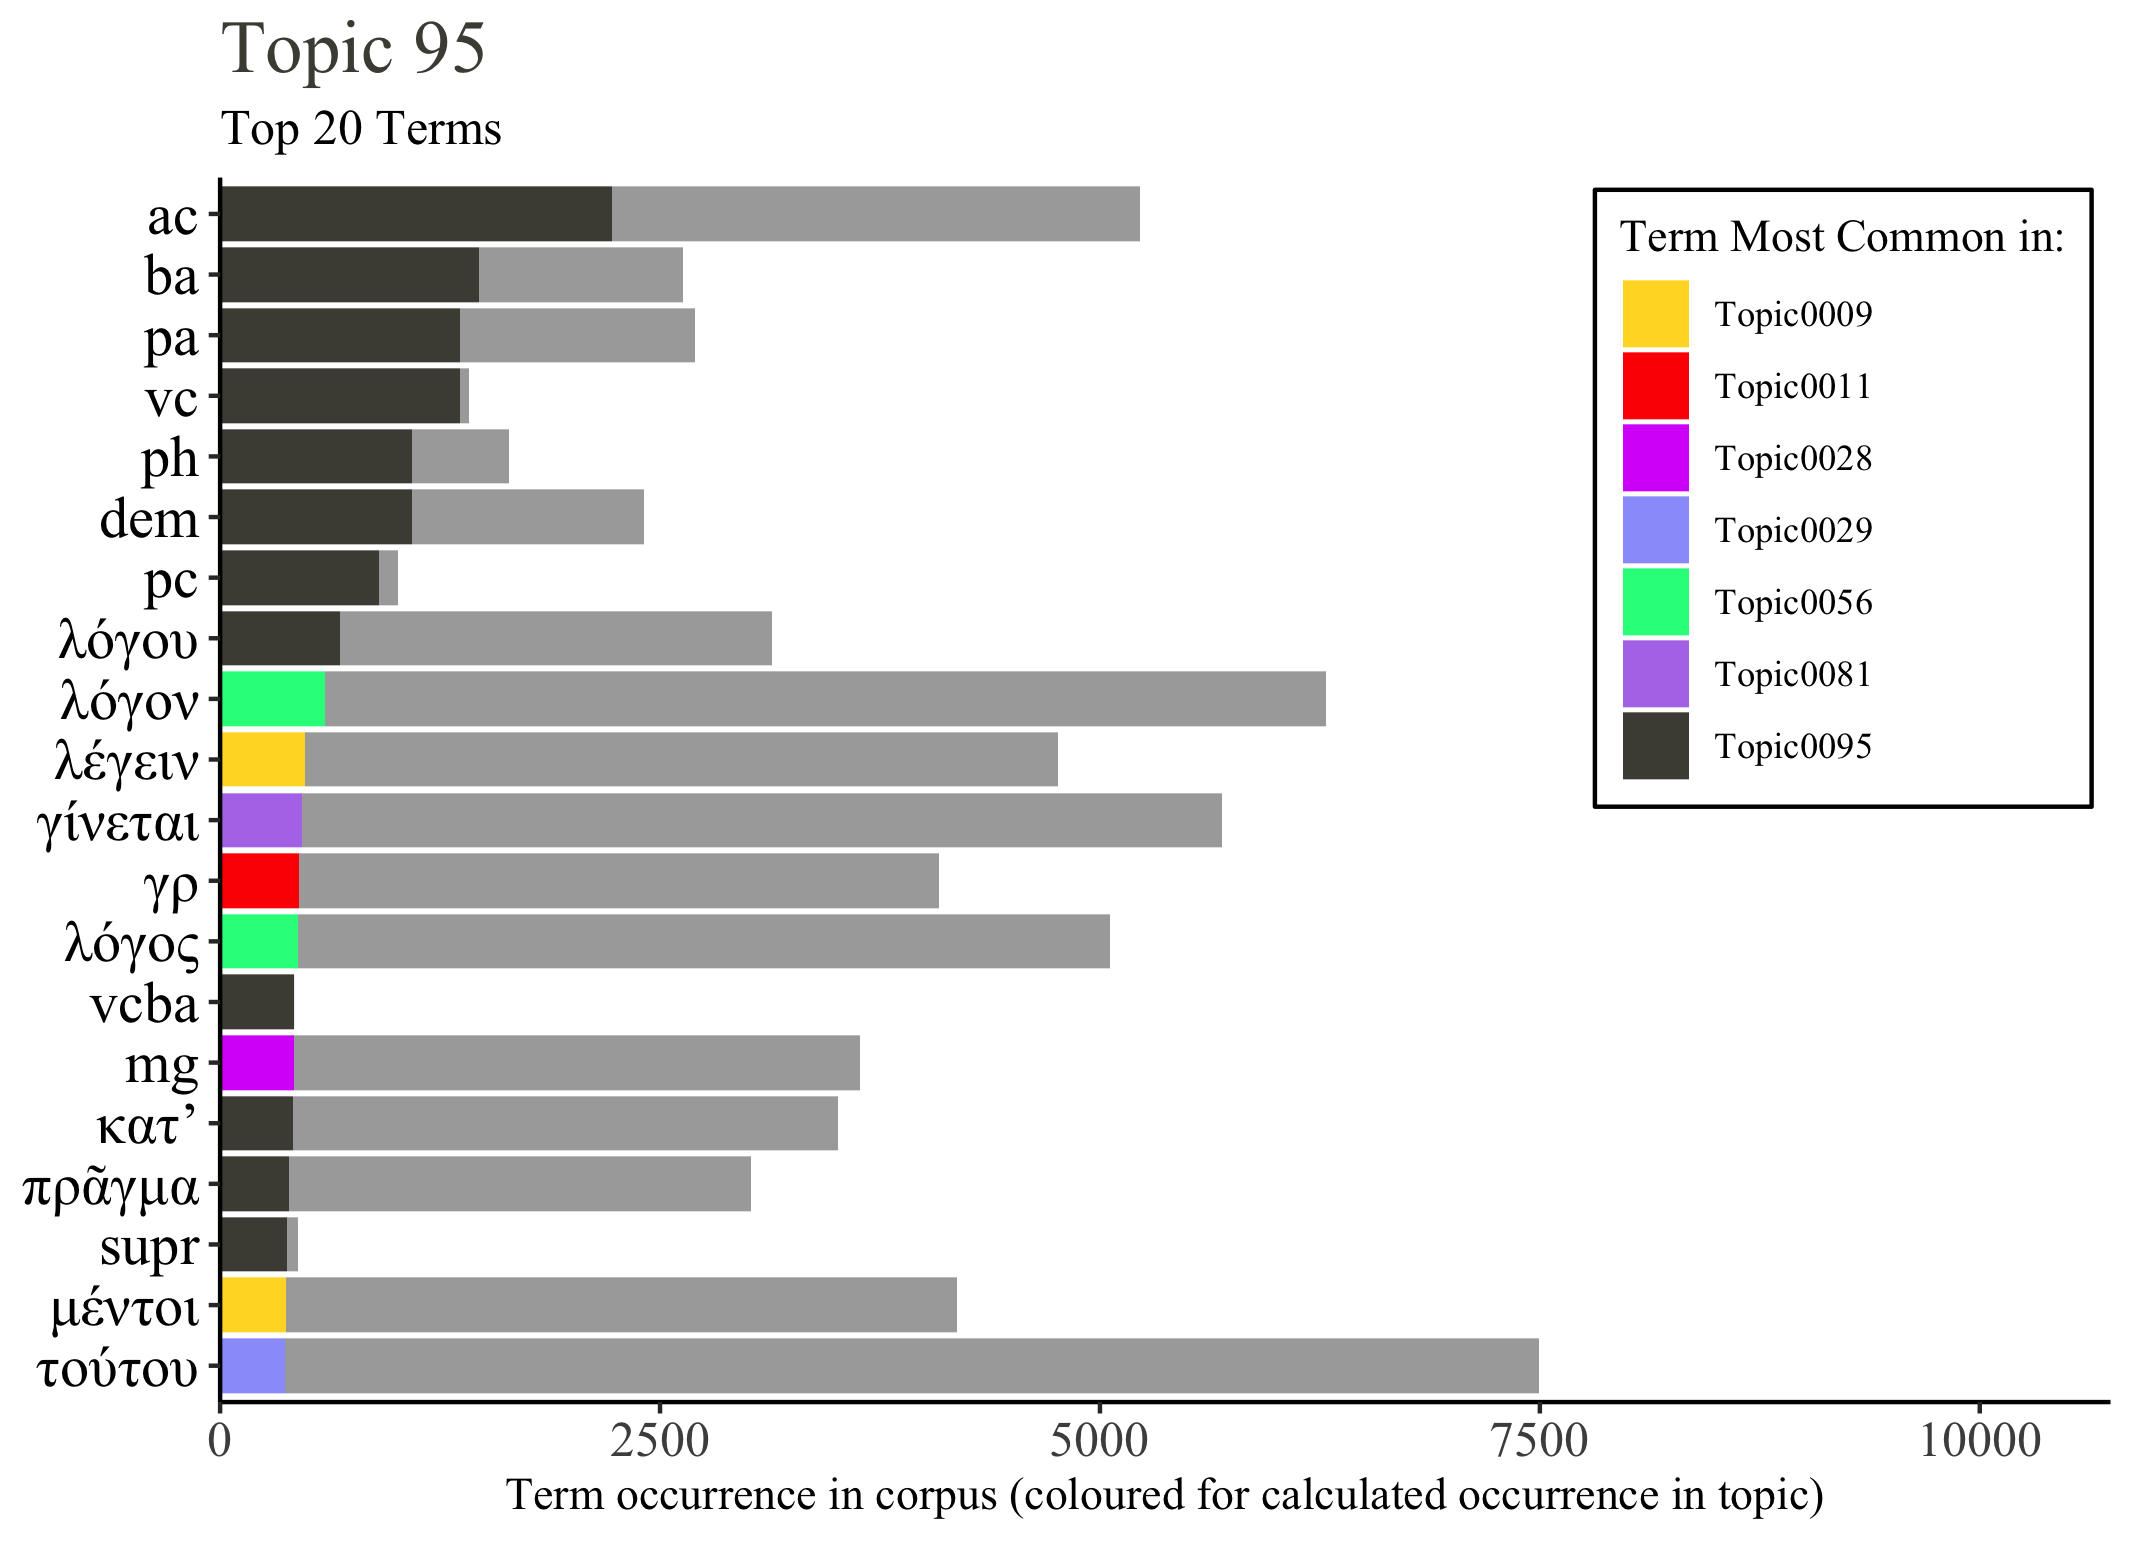 Topic 95
Top 20 Terms
ac
ba
pa
vc
ph
dem
pc
λόγου
λόγον
λέγειν
γίνεται
γρ
λόγος
vcba
mg
κατ’
πρᾶγμα
supr
μέντοι
τούτου
0 2500 5000 7500 10000
Term occurrence in corpus (coloured for calculated occurrence in topic)
Term Most Common in:
Topic0009
Topic0011
Topic0028
Topic0029
Topic0056
Topic0081
Topic0095